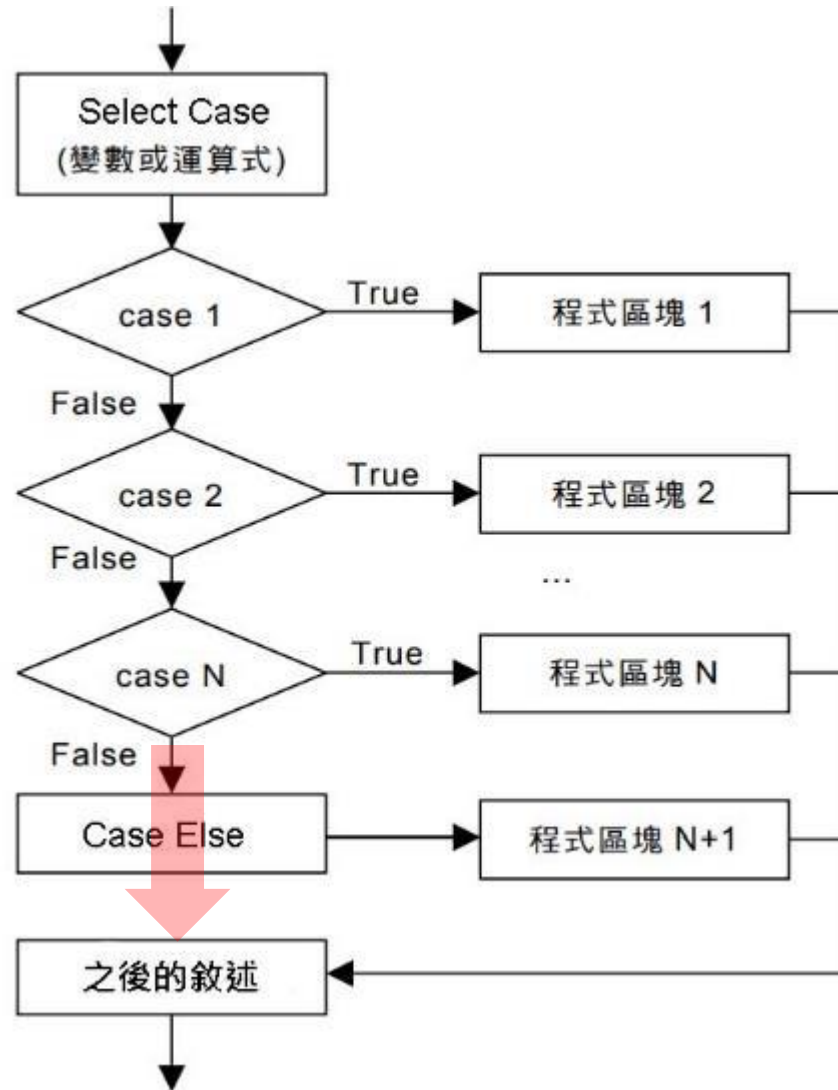 Select Case
(變數或運算式)
case 1
True
程式區塊 1
False
case 2
True
程式區塊 2
False
...
case N
True
程式區塊 N
False
Case Else
程式區塊 N+1
之後的敘述